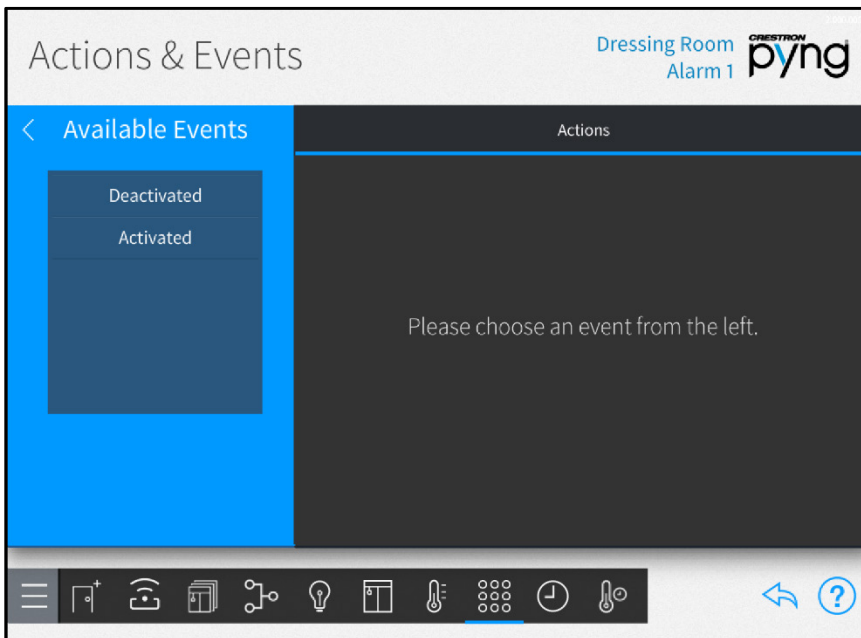 Actions & Events
Dressing Room
Alarm 1
CRESTRON
pyng
Available Events
Actions
Deactivated
Activated
Please choose an event from the left.
?